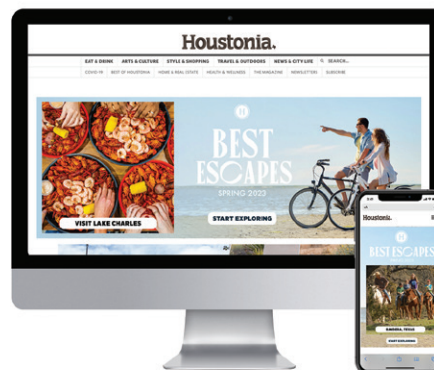 Houstonia.
EAT & DRINK ARTS & CULTURE STYLE & SHOPPING TRAVEL & OUTDOORS NEWS & CITY LIFE SEARCH...
COVID-19 BEST OF HOUSTONIA HOME & REAL ESTATE HEALTH & WELLNESS THE MAGAZINE NEWSLETTERS SUBSCRIBE
H
BEST
ESCAPES
SPRING 2023
VISIT LAKE CHARLES
START EXPLORING
Houstonia.
BEST ESCAPES
BANDERA, TEXAS
START EXPLORING